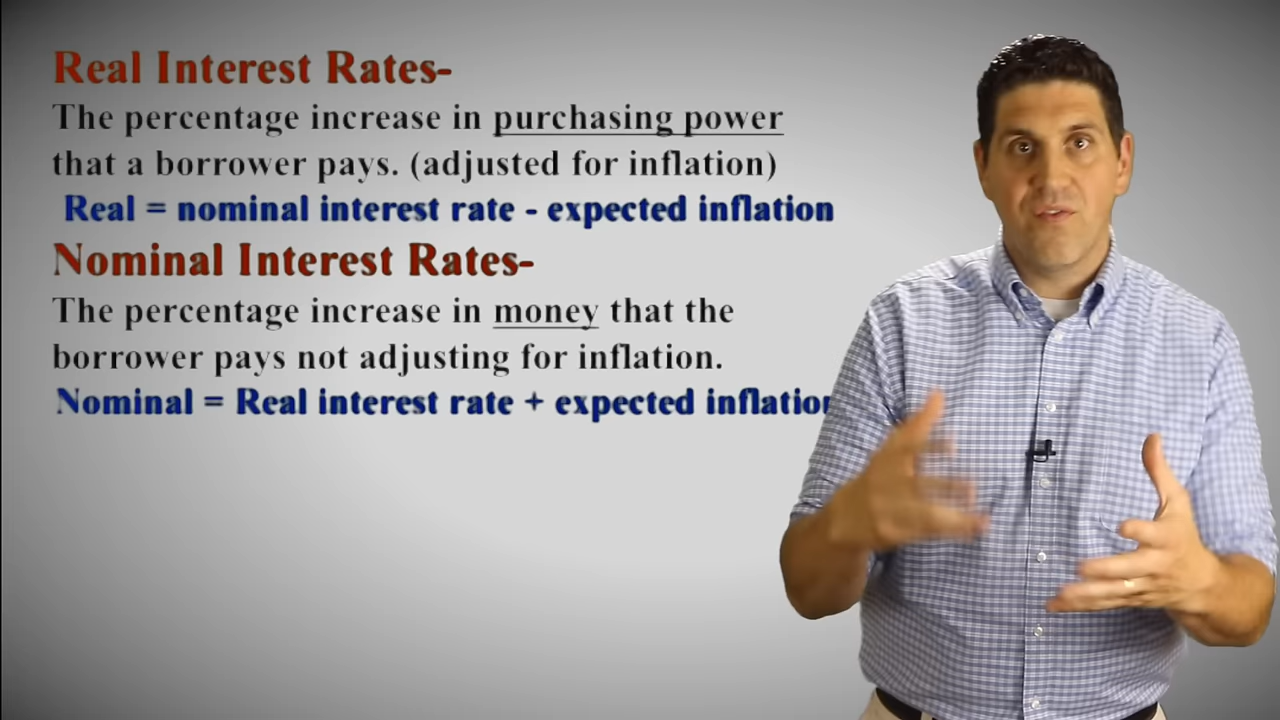 Real Interest Rates-
The percentage increase in purchasing power
that a borrower pays. (adjusted for inflation)
Real = nominal interest rate - expected inflation
Nominal Interest Rates-
The percentage increase in money that the
borrower pays not adjusting for inflation.
Nominal = Real interest rate + expected inflation